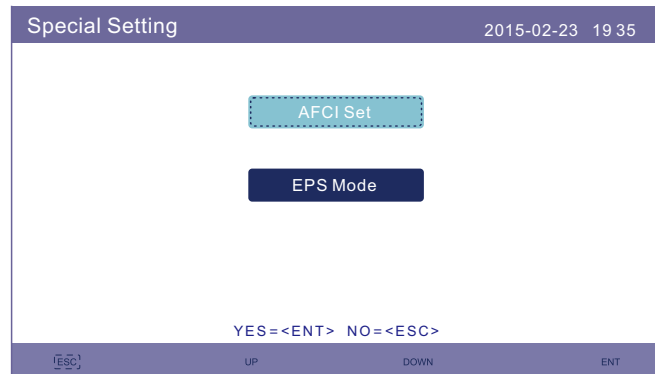 Special Setting 2015-02-23 19 35
AFCI Set
EPS Mode
YES=<ENT> NO=<ESC>
ESC UP DOWN ENT